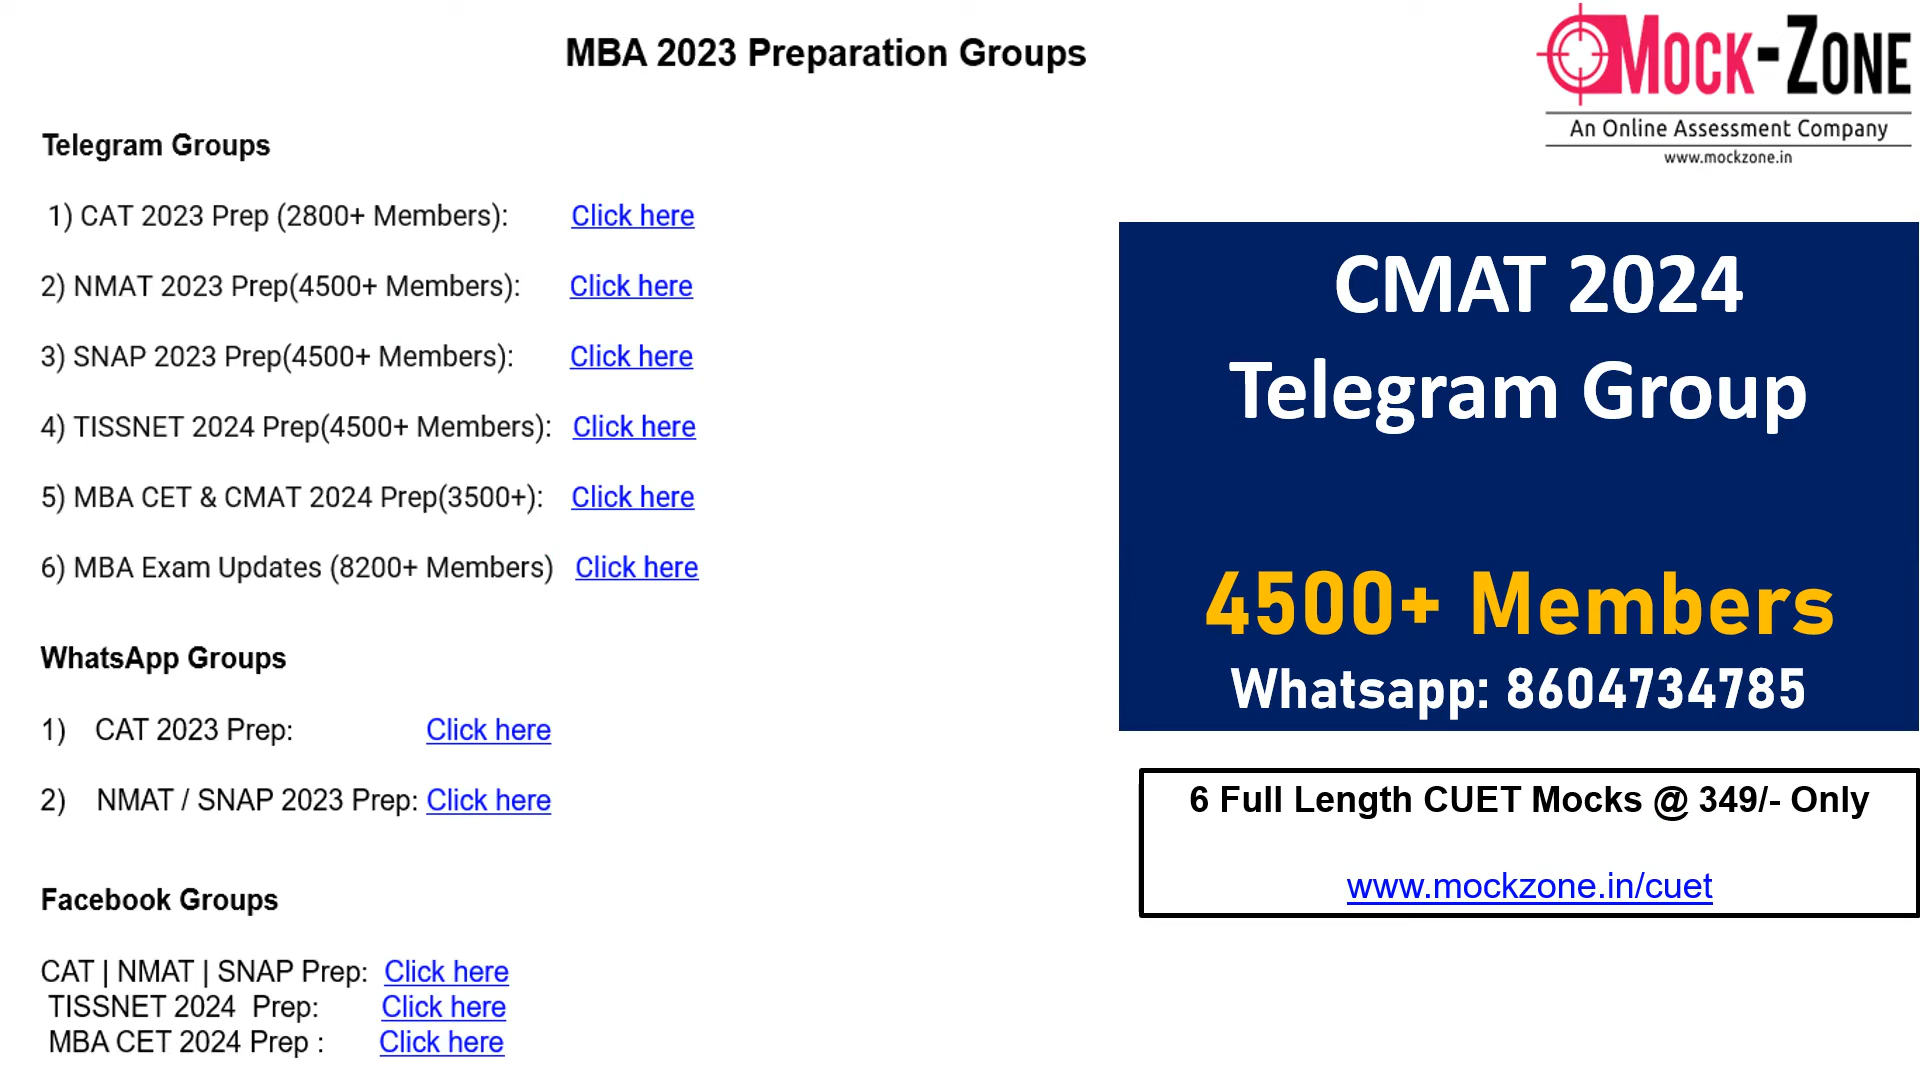 MBA 2023 Preparation Groups
MOCK-ZONE
An Online Assessment Company
www.mockzone.in
Telegram Groups
1) CAT 2023 Prep (2800+ Members): Click here
2) NMAT 2023 Prep(4500+ Members): Click here
3) SNAP 2023 Prep(4500+ Members): Click here
4) TISSNET 2024 Prep(4500+ Members): Click here
5) MBA CET & CMAT 2024 Prep(3500+): Click here
6) MBA Exam Updates (8200+ Members) Click here
WhatsApp Groups
1) CAT 2023 Prep: Click here
2) NMAT / SNAP 2023 Prep: Click here
Facebook Groups
CAT | NMAT | SNAP Prep: Click here
TISSNET 2024 Prep: Click here
MBA CET 2024 Prep : Click here
CMAT 2024
Telegram Group
4500+ Members
Whatsapp: 8604734785
6 Full Length CUET Mocks @ 349/- Only
www.mockzone.in/cuet